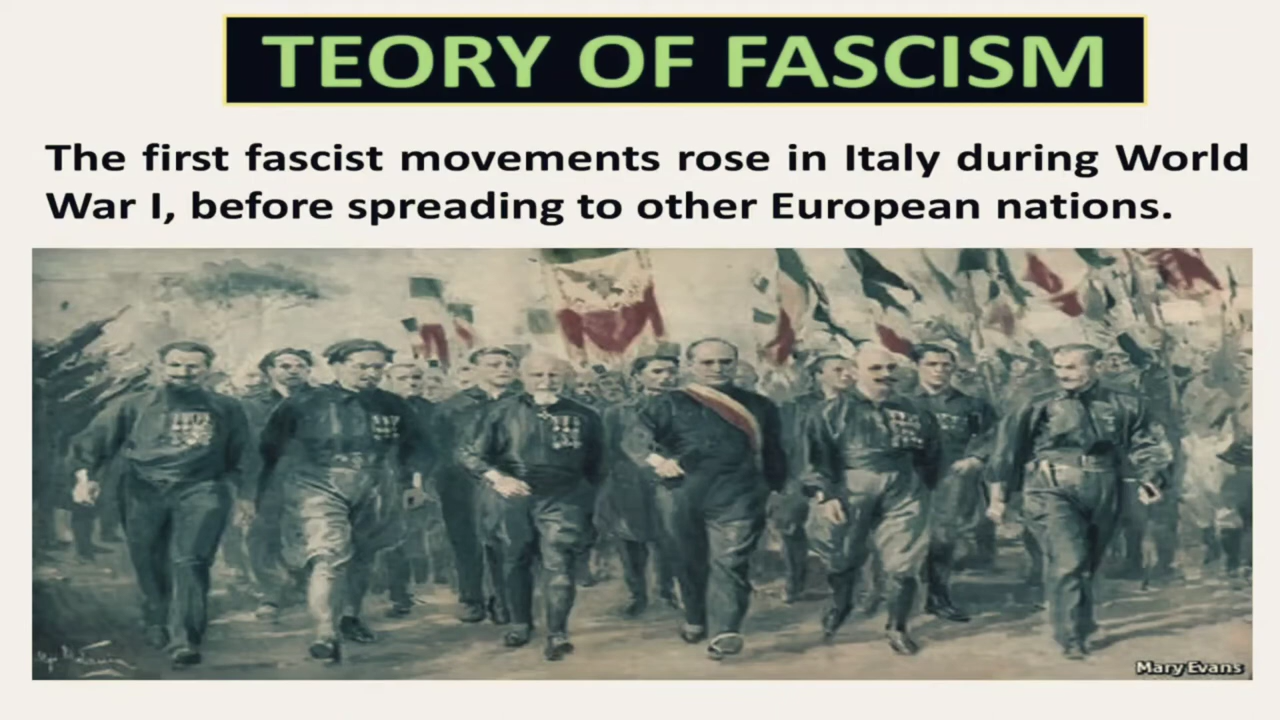 TEORY OF FASCISM
The first fascist movements rose in Italy during World
War I, before spreading to other European nations.
Mary Evans